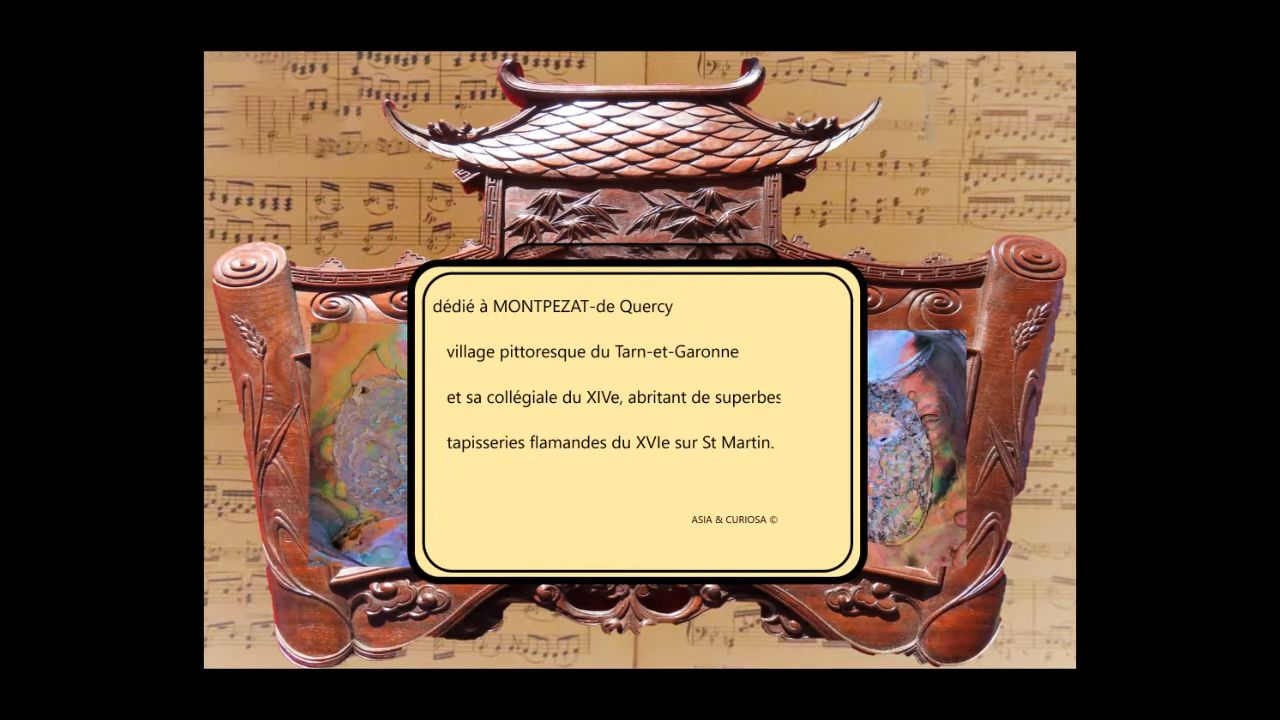 dédié à MONTPEZAT-de Quercy
village pittoresque du Tarn-et-Garonne
et sa collégiale du XIVe, abritant de superbes
tapisseries flamandes du XVIe sur St Martin.
ASIA & CURIOSA ©